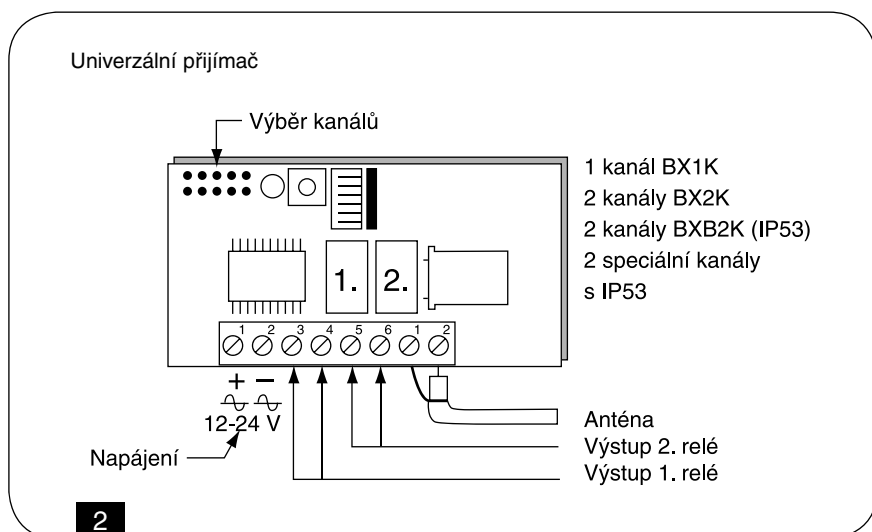 Univerzální přijímač
Výběr kanálů
1 kanál BX1K
2 kanály BX2K
2 kanály BXB2K (IP53)
2 speciální kanály
s IP53
1. 2.
1 2 3 4 5 6 1 2
+ −
12-24 V
Napájení
Anténa
Výstup 2. relé
Výstup 1. relé
2